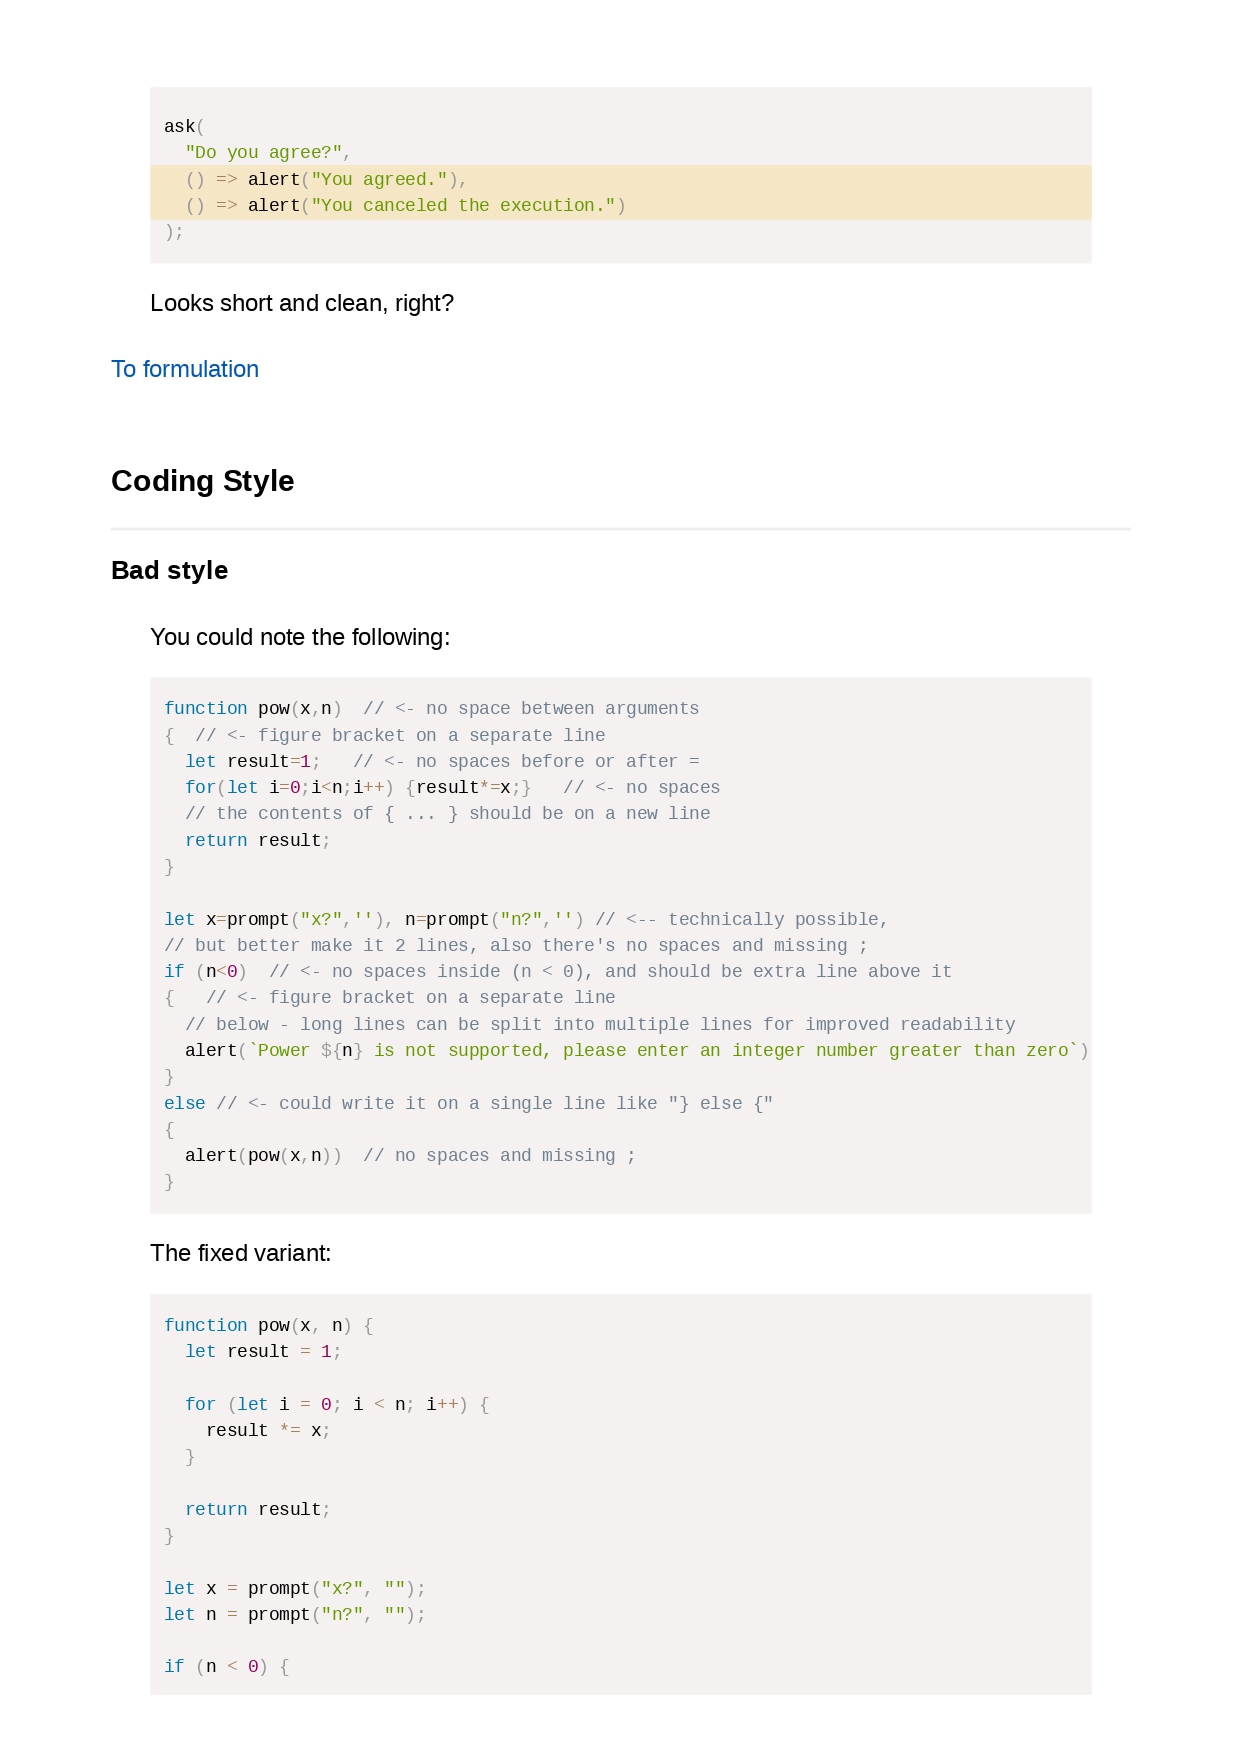 ask(
  "Do you agree?",
  () => alert("You agreed."),
  () => alert("You canceled the execution.")
);
Looks short and clean, right?
To formulation
Coding Style
Bad style
You could note the following:
function pow(x,n)  // <- no space between arguments
{  // <- figure bracket on a separate line
  let result=1;   // <- no spaces before or after =
  for(let i=0;i<n;i++) {result*=x;}   // <- no spaces
  // the contents of { ... } should be on a new line
  return result;
}

let x=prompt("x?",''), n=prompt("n?",'') // <-- technically possible,
// but better make it 2 lines, also there's no spaces and missing ;
if (n<0)  // <- no spaces inside (n < 0), and should be extra line above it
{   // <- figure bracket on a separate line
  // below - long lines can be split into multiple lines for improved readability
  alert(`Power ${n} is not supported, please enter an integer number greater than zero`)
}
else // <- could write it on a single line like "} else {"
{
  alert(pow(x,n))  // no spaces and missing ;
}
The fixed variant:
function pow(x, n) {
  let result = 1;

  for (let i = 0; i < n; i++) {
    result *= x;
  }

  return result;
}

let x = prompt("x?", "");
let n = prompt("n?", "");

if (n < 0) {